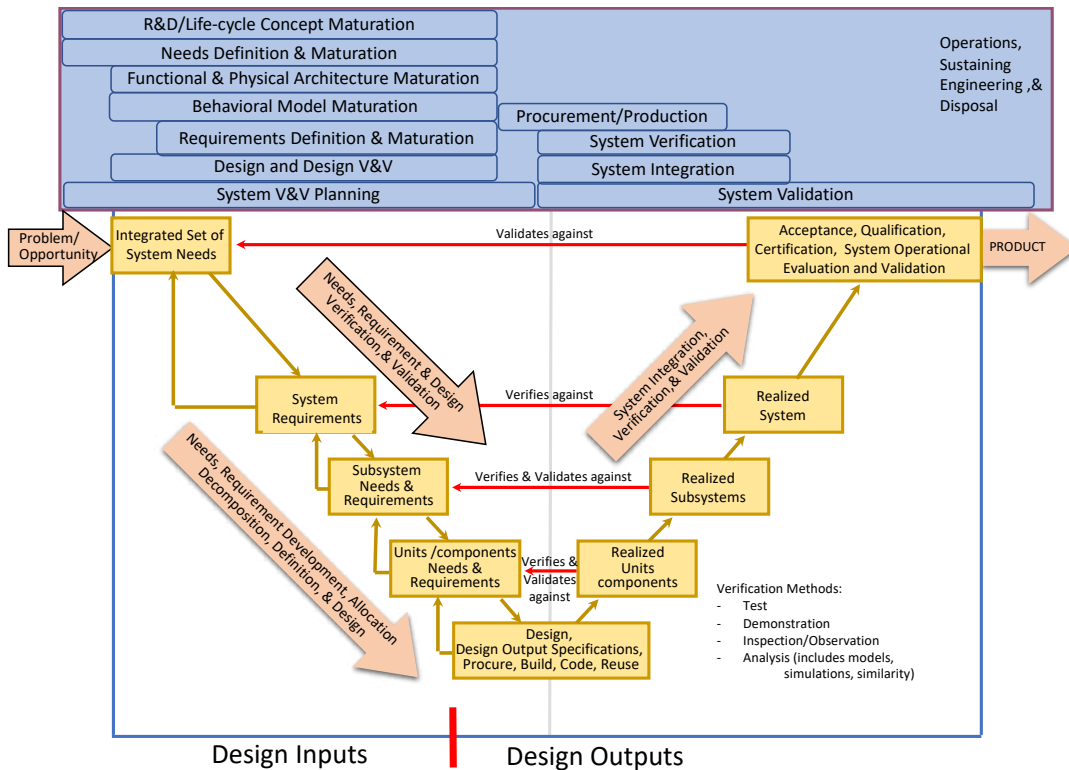 R&D/Life-cycle Concept Maturation
Needs Definition & Maturation
Functional & Physical Architecture Maturation
Behavioral Model Maturation
Requirements Definition & Maturation
Design and Design V&V
System V&V Planning
Procurement/Production
System Verification
System Integration
System Validation
Operations,
Sustaining
Engineering ,&
Disposal
Problem/
Opportunity
Integrated Set of
System Needs
Validates against
Acceptance, Qualification,
Certification, System Operational
Evaluation and Validation
PRODUCT
Needs, Requirement & Design
Verification,& Validation
System Integration,
Verification,& Validation
System
Requirements
Verifies against
Realized
System
Needs, Requirement Development, Allocation
Decomposition, Definition, & Design
Subsystem
Needs &
Requirements
Verifies & Validates against
Realized
Subsystems
Units /components
Needs &
Requirements
Verifies &
Validates
against
Realized
Units
components
Design,
Design Output Specifications,
Procure, Build, Code, Reuse
Verification Methods:
- Test
- Demonstration
- Inspection/Observation
- Analysis (includes models,
simulations, similarity)
Design Inputs
Design Outputs